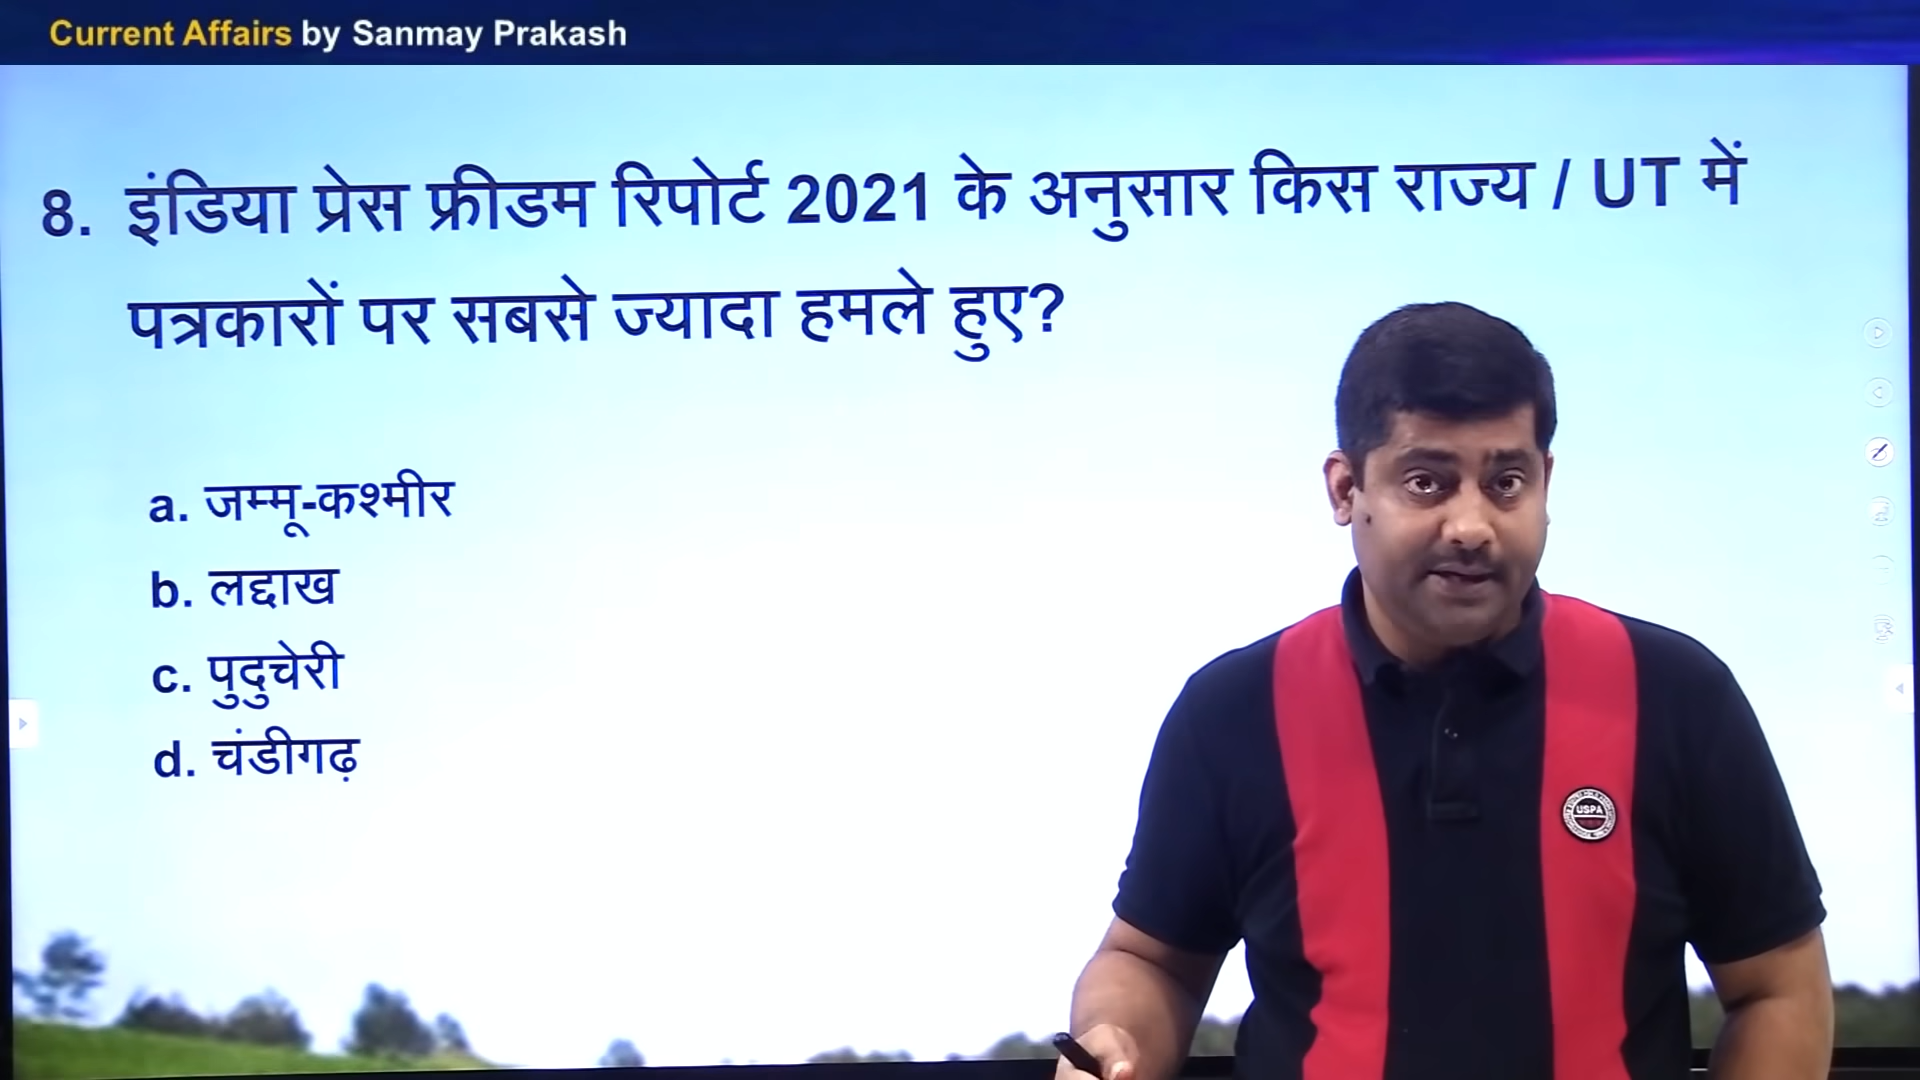 Current Affairs by Sanmay Prakash
8. इंडिया प्रेस फ्रीडम रिपोर्ट 2021 के अनुसार किस राज्य / UT में
पत्रकारों पर सबसे ज्यादा हमले हुए?
a. जम्मू-कश्मीर
b. लद्दाख
c. पुदुचेरी
d. चंडीगढ़
USPA